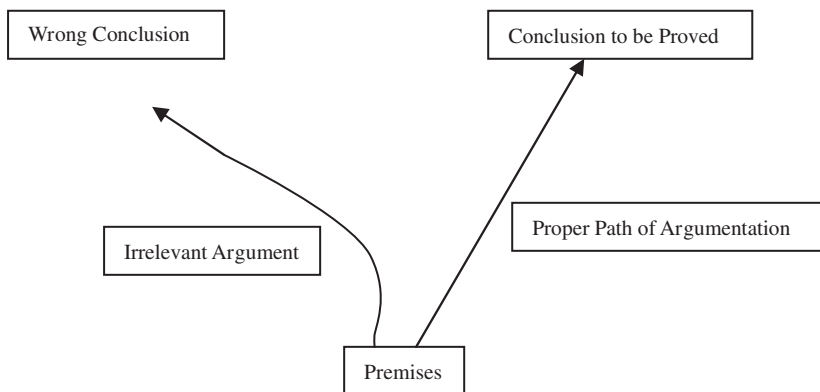 Wrong Conclusion
Conclusion to be Proved
Irrelevant Argument
Proper Path of Argumentation
Premises